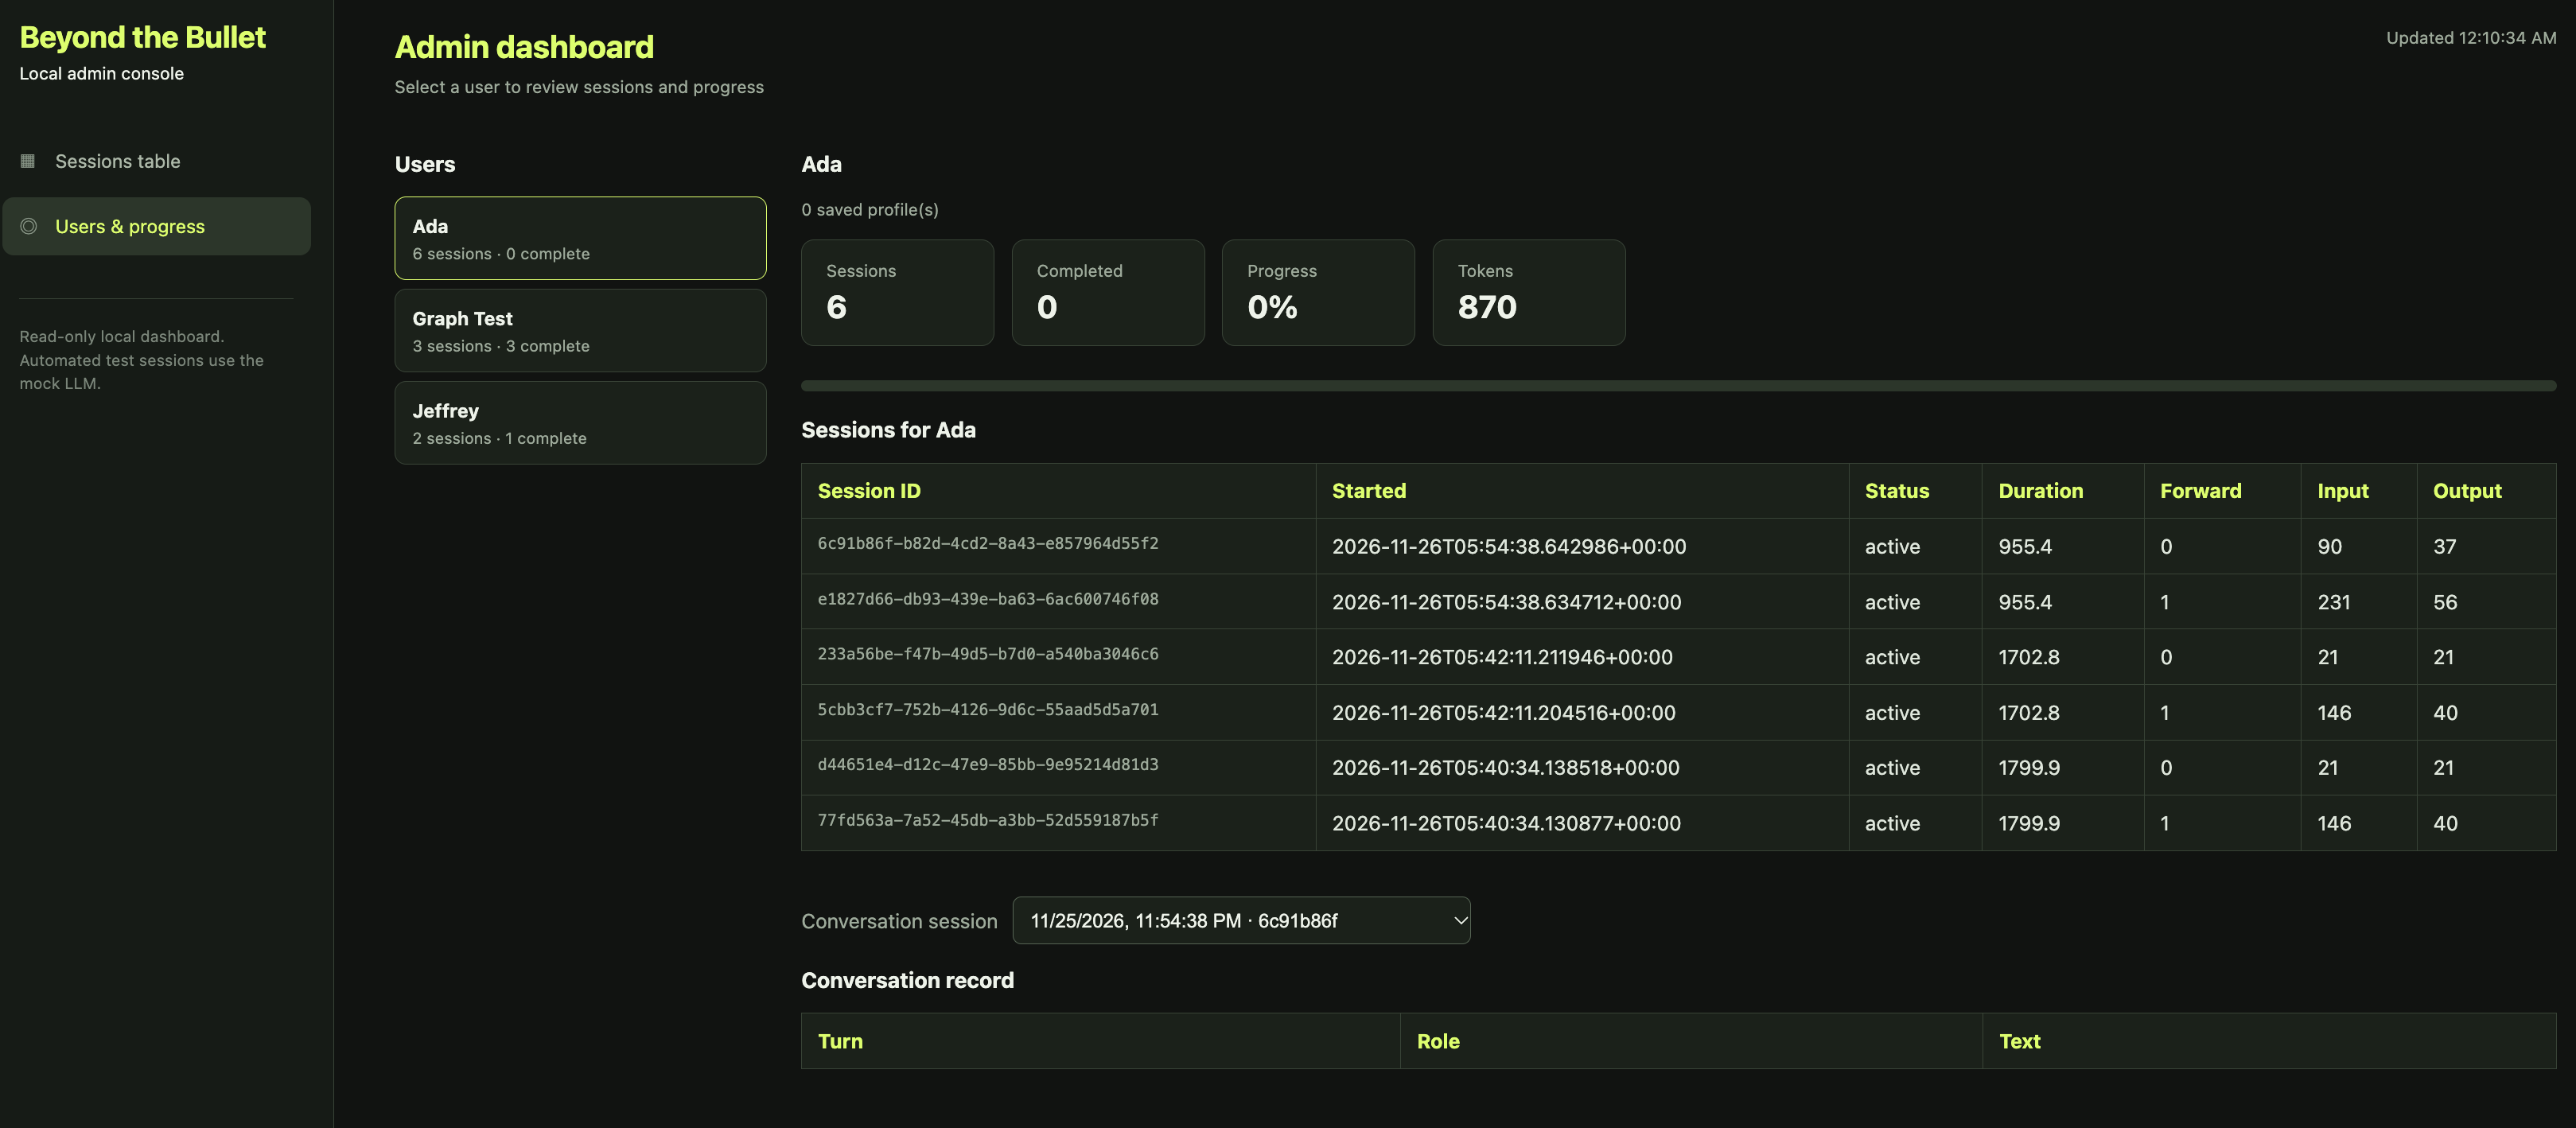 Beyond the Bullet
Local admin console
Sessions table
Users & progress
Read-only local dashboard.
Automated test sessions use the
mock LLM.
Admin dashboard
Select a user to review sessions and progress
Updated 12:10:34 AM
Users
Ada
6 sessions · 0 complete
Graph Test
3 sessions · 3 complete
Jeffrey
2 sessions · 1 complete
Ada
0 saved profile(s)
Sessions
6
Completed
0
Progress
0%
Tokens
870
Sessions for Ada
Session ID Started Status Duration Forward Input Output
6c91b86f-b82d-4cd2-8a43-e857964d55f2 2026-11-26T05:54:38.642986+00:00 active 955.4 0 90 37
e1827d66-db93-439e-ba63-6ac600746f08 2026-11-26T05:54:38.634712+00:00 active 955.4 1 231 56
233a56be-f47b-49d5-b7d0-a540ba3046c6 2026-11-26T05:42:11.211946+00:00 active 1702.8 0 21 21
5cbb3cf7-752b-4126-9d6c-55aad5d5a701 2026-11-26T05:42:11.204516+00:00 active 1702.8 1 146 40
d44651e4-d12c-47e9-85bb-9e95214d81d3 2026-11-26T05:40:34.138518+00:00 active 1799.9 0 21 21
77fd563a-7a52-45db-a3bb-52d559187b5f 2026-11-26T05:40:34.130877+00:00 active 1799.9 1 146 40
Conversation session 11/25/2026, 11:54:38 PM · 6c91b86f
Conversation record
Turn Role Text